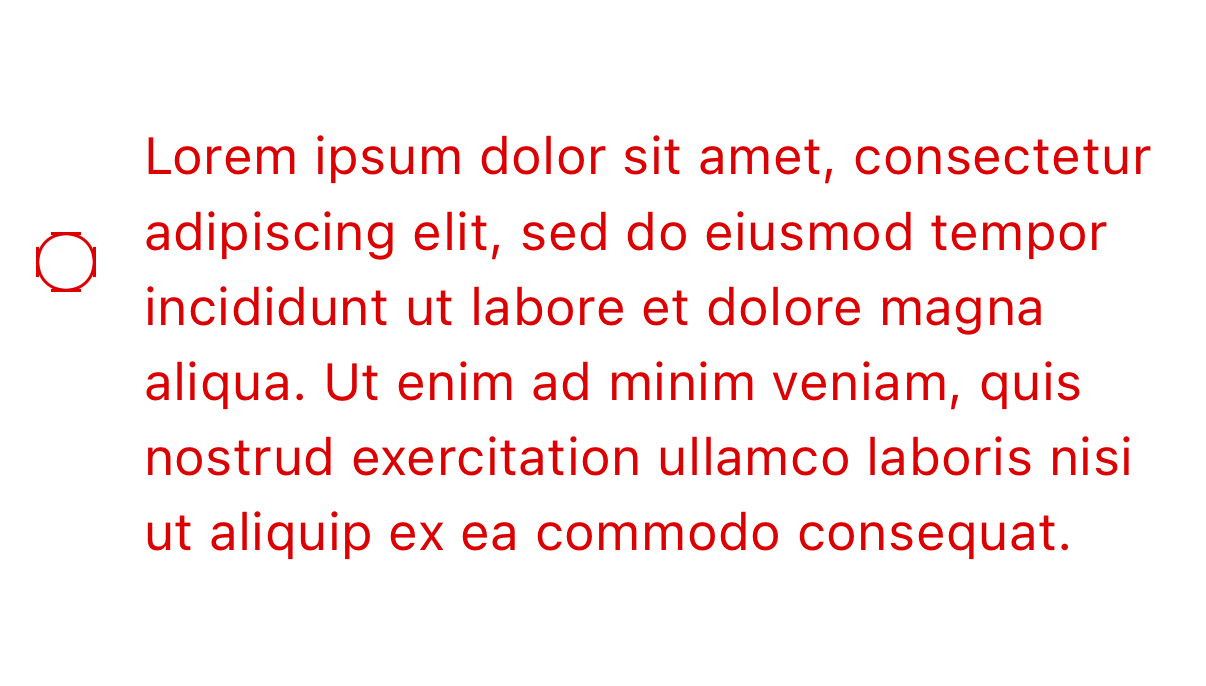 Lorem ipsum dolor sit amet, consectetur
adipiscing elit, sed do eiusmod tempor
incididunt ut labore et dolore magna
aliqua. Ut enim ad minim veniam, quis
nostrud exercitation ullamco laboris nisi
ut aliquip ex ea commodo consequat.